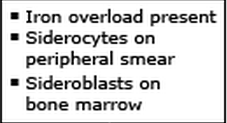 ▪ Iron overload present
▪ Siderocytes on
peripheral smear
▪ Sideroblasts on
bone marrow